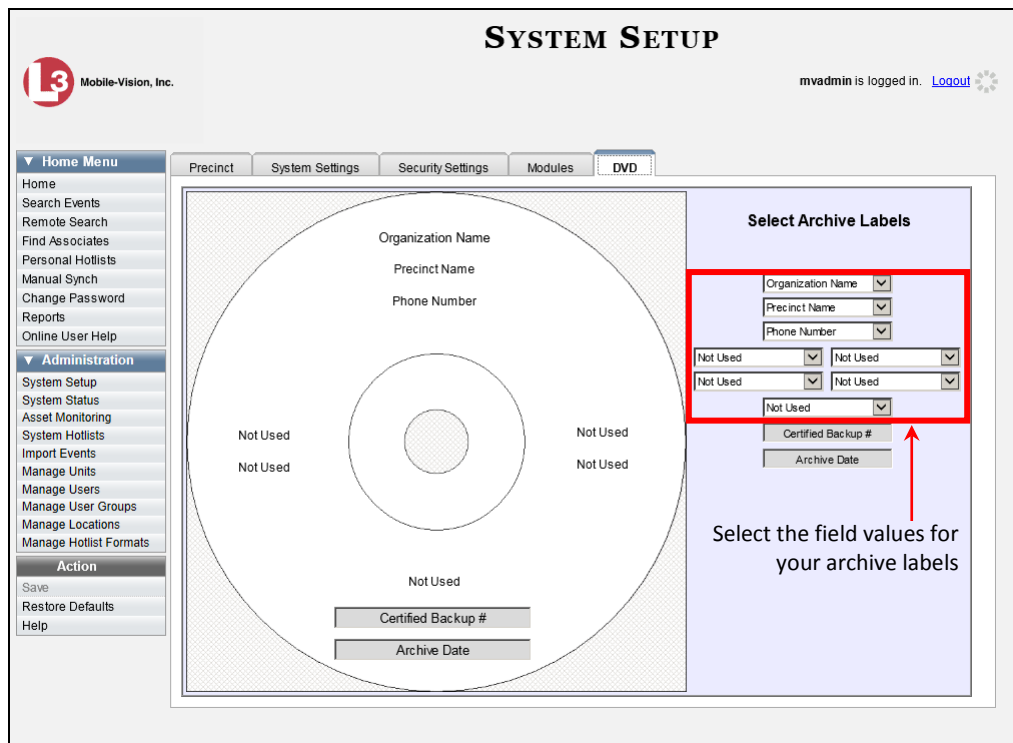 SYSTEM SETUP
L3 Mobile-Vision, Inc.
mvadmin is logged in. Logout
▼ Home Menu
Home
Search Events
Remote Search
Find Associates
Personal Hotlists
Manual Synch
Change Password
Reports
Online User Help
▼ Administration
System Setup
System Status
Asset Monitoring
System Hotlists
Import Events
Manage Units
Manage Users
Manage User Groups
Manage Locations
Manage Hotlist Formats
Action
Save
Restore Defaults
Help
Precinct System Settings Security Settings Modules DVD
Organization Name
Precinct Name
Phone Number
Not Used Not Used
Not Used Not Used
Not Used
Certified Backup #
Archive Date
Select Archive Labels
Organization Name
Precinct Name
Phone Number
Not Used Not Used
Not Used Not Used
Not Used
Certified Backup #
Archive Date
Select the field values for
your archive labels